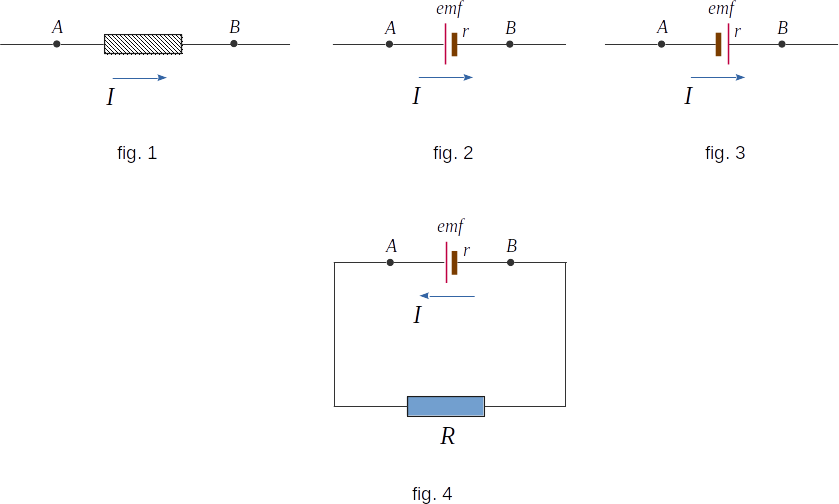 emf emf
A B A r B A r B
I I I
fig. 1 fig. 2 fig. 3
emf
A r B
I
R
fig. 4